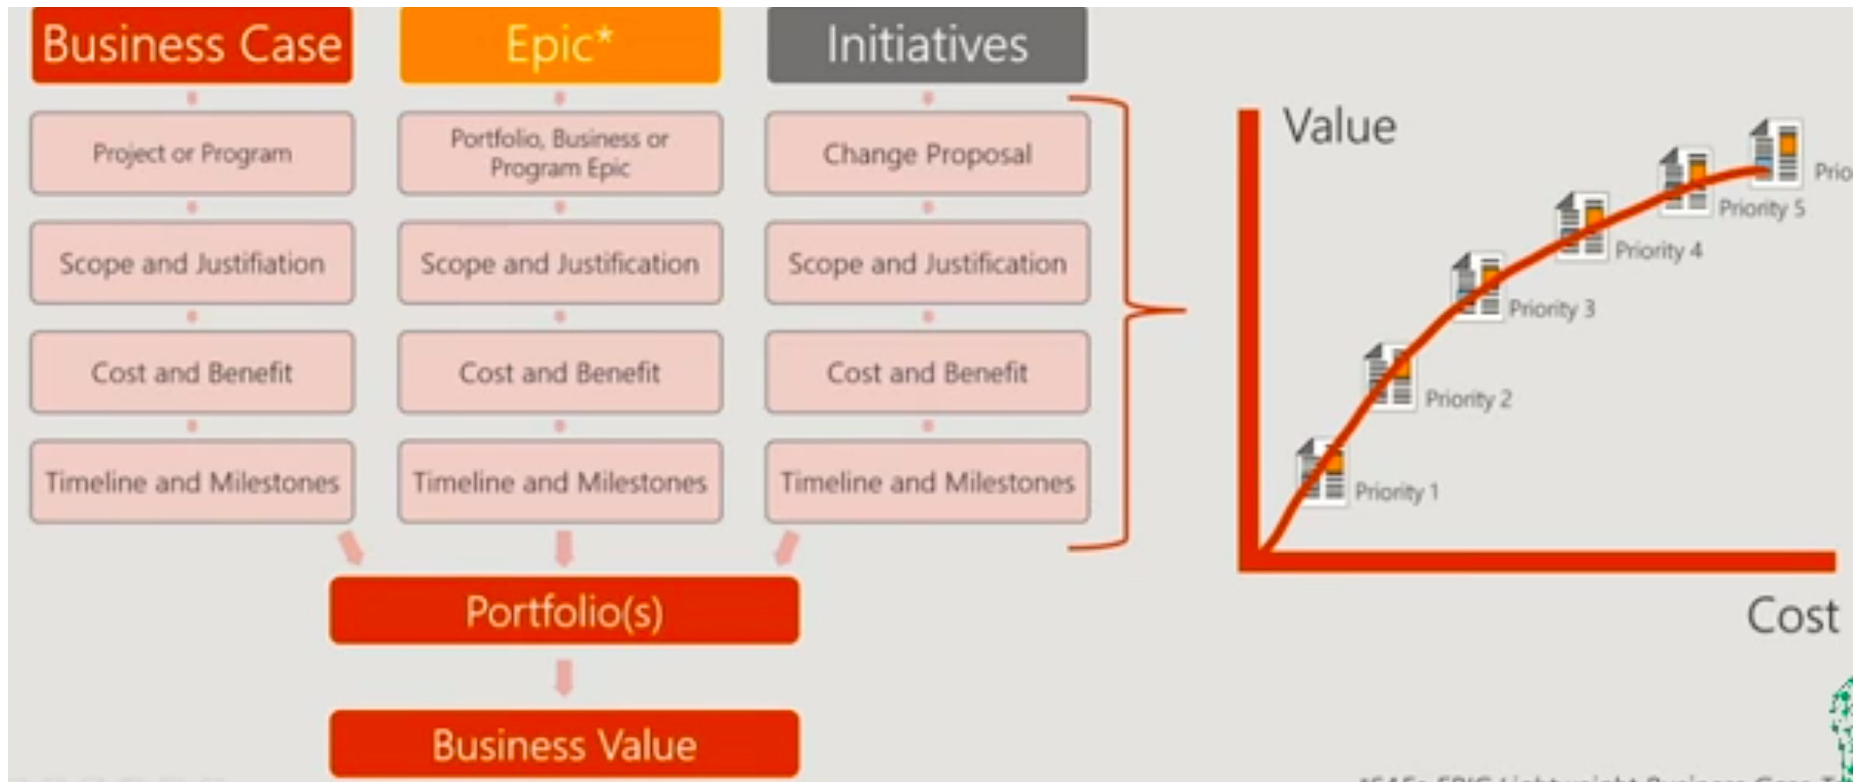 Business Case
Epic*
Initiatives
Project or Program
Portfolio, Business or
Program Epic
Change Proposal
Scope and Justifiation
Scope and Justification
Scope and Justification
Cost and Benefit
Cost and Benefit
Cost and Benefit
Timeline and Milestones
Timeline and Milestones
Timeline and Milestones
Portfolio(s)
Business Value
Value
Prio
Priority 5
Priority 4
Priority 3
Priority 2
Priority 1
Cost